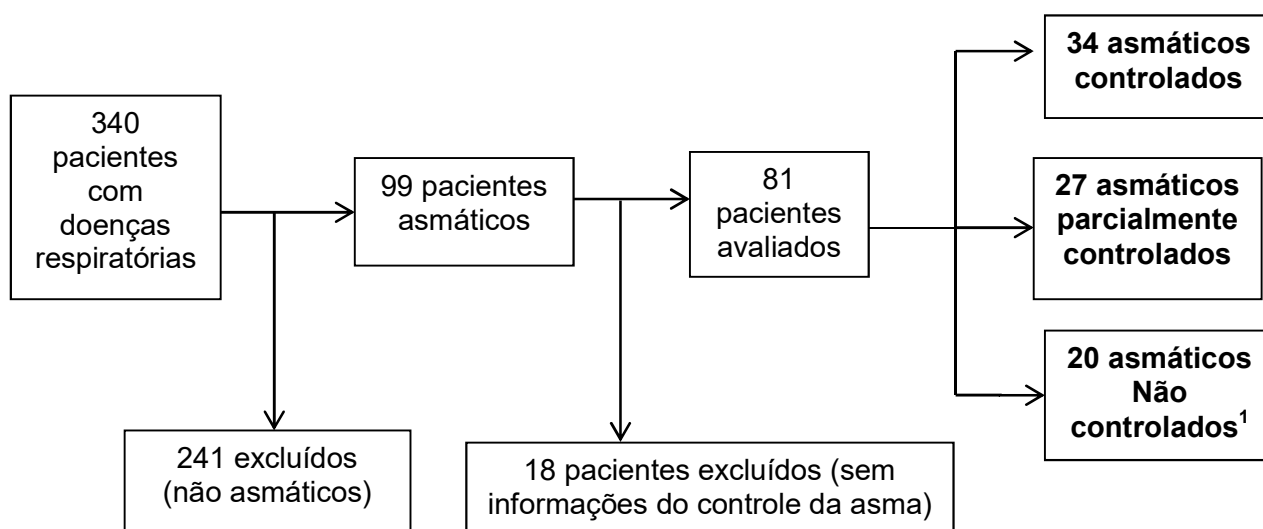 340
pacientes
com
doenças
respiratórias
99 pacientes
asmáticos
81
pacientes
avaliados
34 asmáticos
controlados
27 asmáticos
parcialmente
controlados
20 asmáticos
Não
controlados¹
241 excluídos
(não asmáticos)
18 pacientes excluídos (sem
informações do controle da asma)